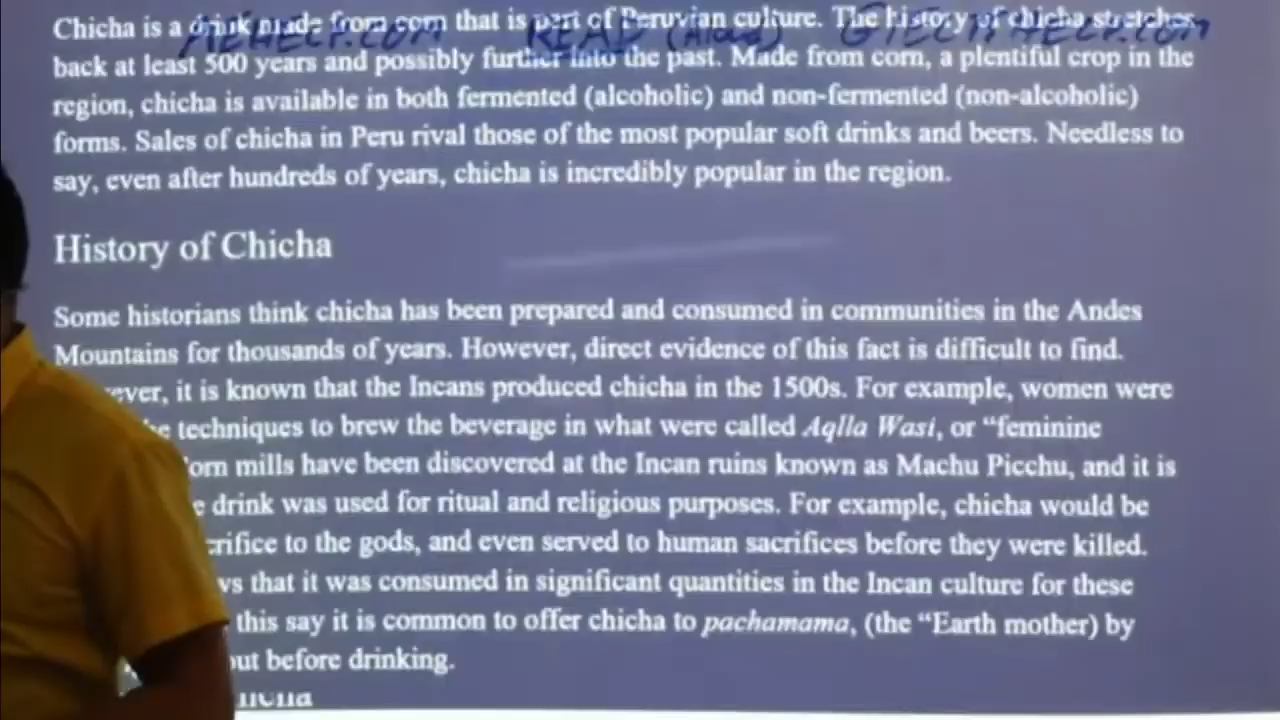 AEHELP.COM READ (Aloud) GIELTSHELP.COM
Chicha is a drink made from corn that is part of Peruvian culture. The history of chicha stretches
back at least 500 years and possibly further into the past. Made from corn, a plentiful crop in the
region, chicha is available in both fermented (alcoholic) and non-fermented (non-alcoholic)
forms. Sales of chicha in Peru rival those of the most popular soft drinks and beers. Needless to
say, even after hundreds of years, chicha is incredibly popular in the region.
History of Chicha
Some historians think chicha has been prepared and consumed in communities in the Andes
Mountains for thousands of years. However, direct evidence of this fact is difficult to find.
it is known that the Incans produced chicha in the 1500s. For example, women were
techniques to brew the beverage in what were called Aqlla Wasi, or “feminine
mills have been discovered at the Incan ruins known as Machu Picchu, and it is
drink was used for ritual and religious purposes. For example, chicha would be
to the gods, and even served to human sacrifices before they were killed.
that it was consumed in significant quantities in the Incan culture for these
this say it is common to offer chicha to pachamama, (the “Earth mother) by
before drinking.